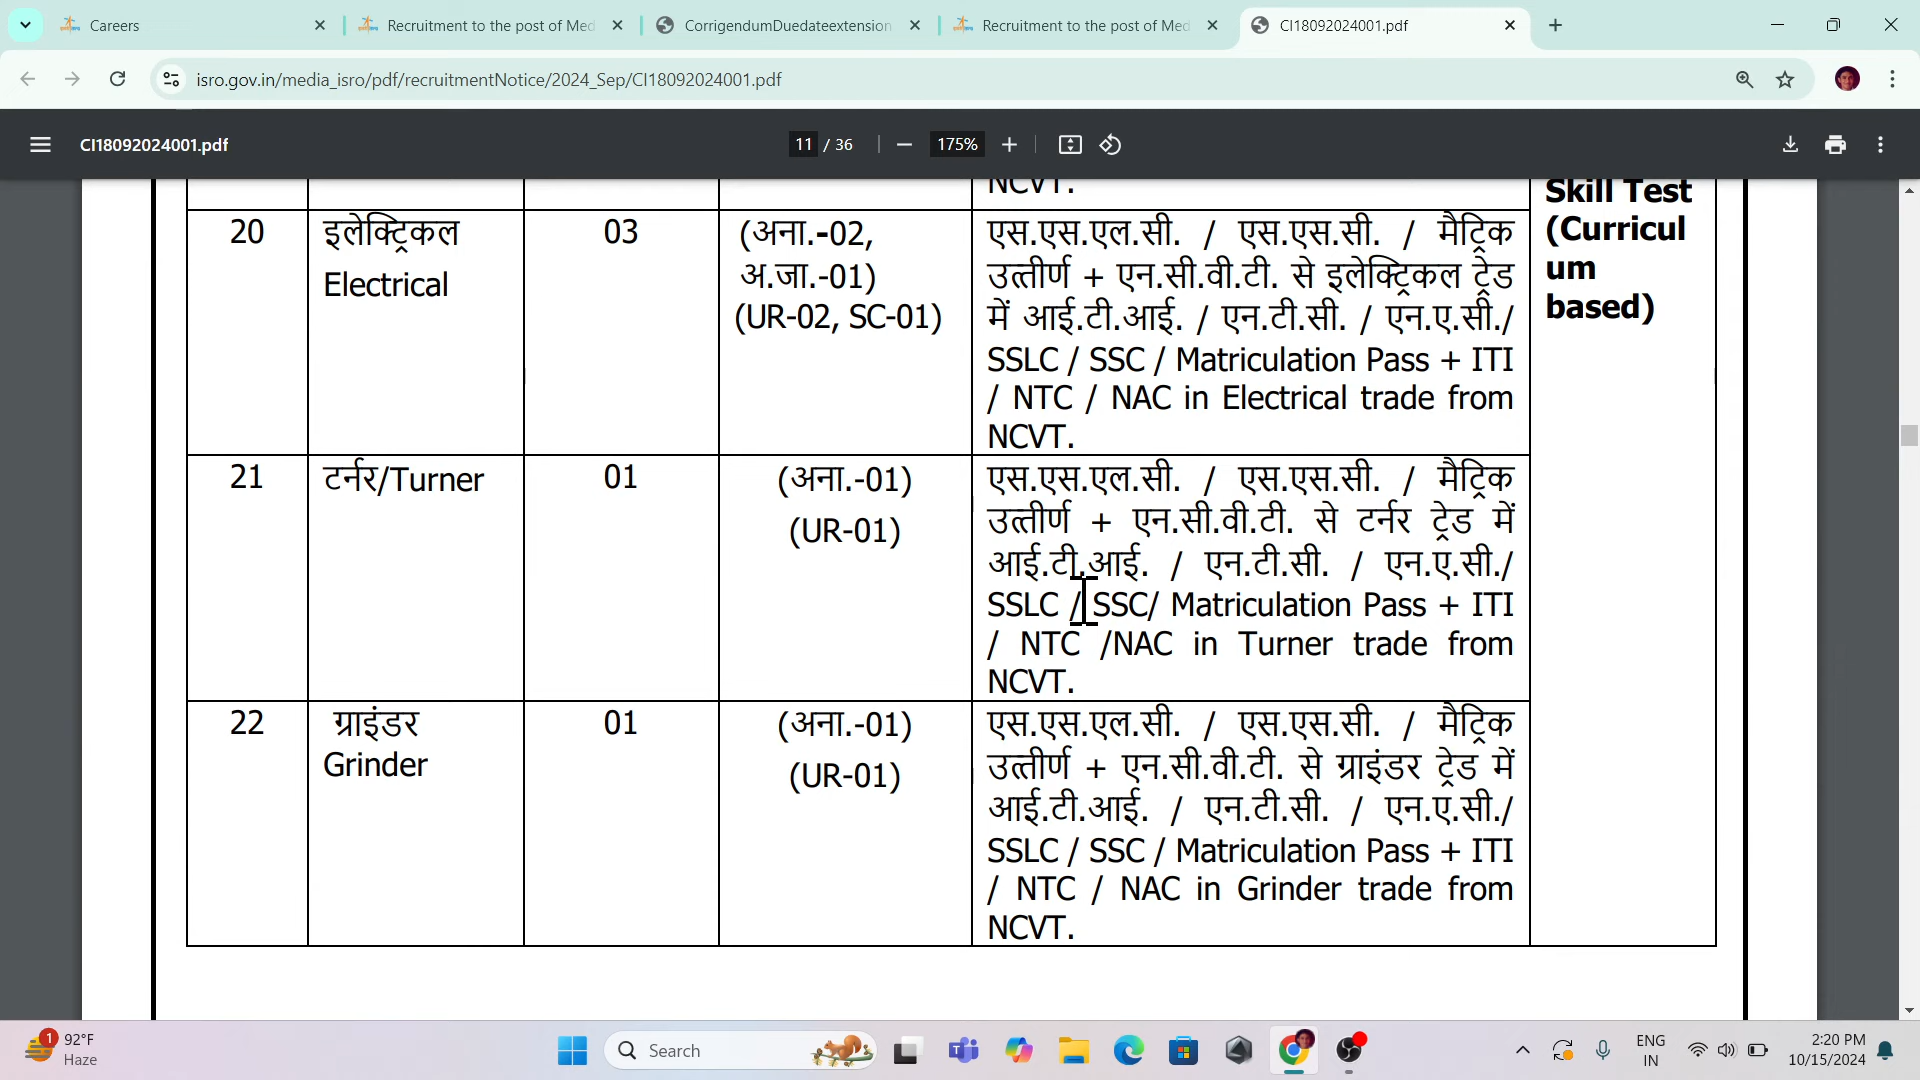 Careers
Recruitment to the post of Med
CorrigendumDuedateextension
Recruitment to the post of Med
CI18092024001.pdf
isro.gov.in/media_isro/pdf/recruitmentNotice/2024_Sep/CI18092024001.pdf
CI18092024001.pdf
11 / 36
175%
NCVT.
Skill Test
(Curricul
um
based)
20
इलेक्ट्रिकल
Electrical
03
(अना.-02,
अ.जा.-01)
(UR-02, SC-01)
एस.एस.एल.सी. / एस.एस.सी. / मैट्रिक
उत्तीर्ण + एन.सी.वी.टी. से इलेक्ट्रिकल ट्रेड
में आई.टी.आई. / एन.टी.सी. / एन.ए.सी./
SSLC / SSC / Matriculation Pass + ITI
/ NTC / NAC in Electrical trade from
NCVT.
21
टर्नर/Turner
01
(अना.-01)
(UR-01)
एस.एस.एल.सी. / एस.एस.सी. / मैट्रिक
उत्तीर्ण + एन.सी.वी.टी. से टर्नर ट्रेड में
आई.टी.आई. / एन.टी.सी. / एन.ए.सी./
SSLC / SSC/ Matriculation Pass + ITI
/ NTC /NAC in Turner trade from
NCVT.
22
ग्राइंडर
Grinder
01
(अना.-01)
(UR-01)
एस.एस.एल.सी. / एस.एस.सी. / मैट्रिक
उत्तीर्ण + एन.सी.वी.टी. से ग्राइंडर ट्रेड में
आई.टी.आई. / एन.टी.सी. / एन.ए.सी./
SSLC / SSC / Matriculation Pass + ITI
/ NTC / NAC in Grinder trade from
NCVT.
1
92°F
Haze
Search
ENG
IN
2:20 PM
10/15/2024